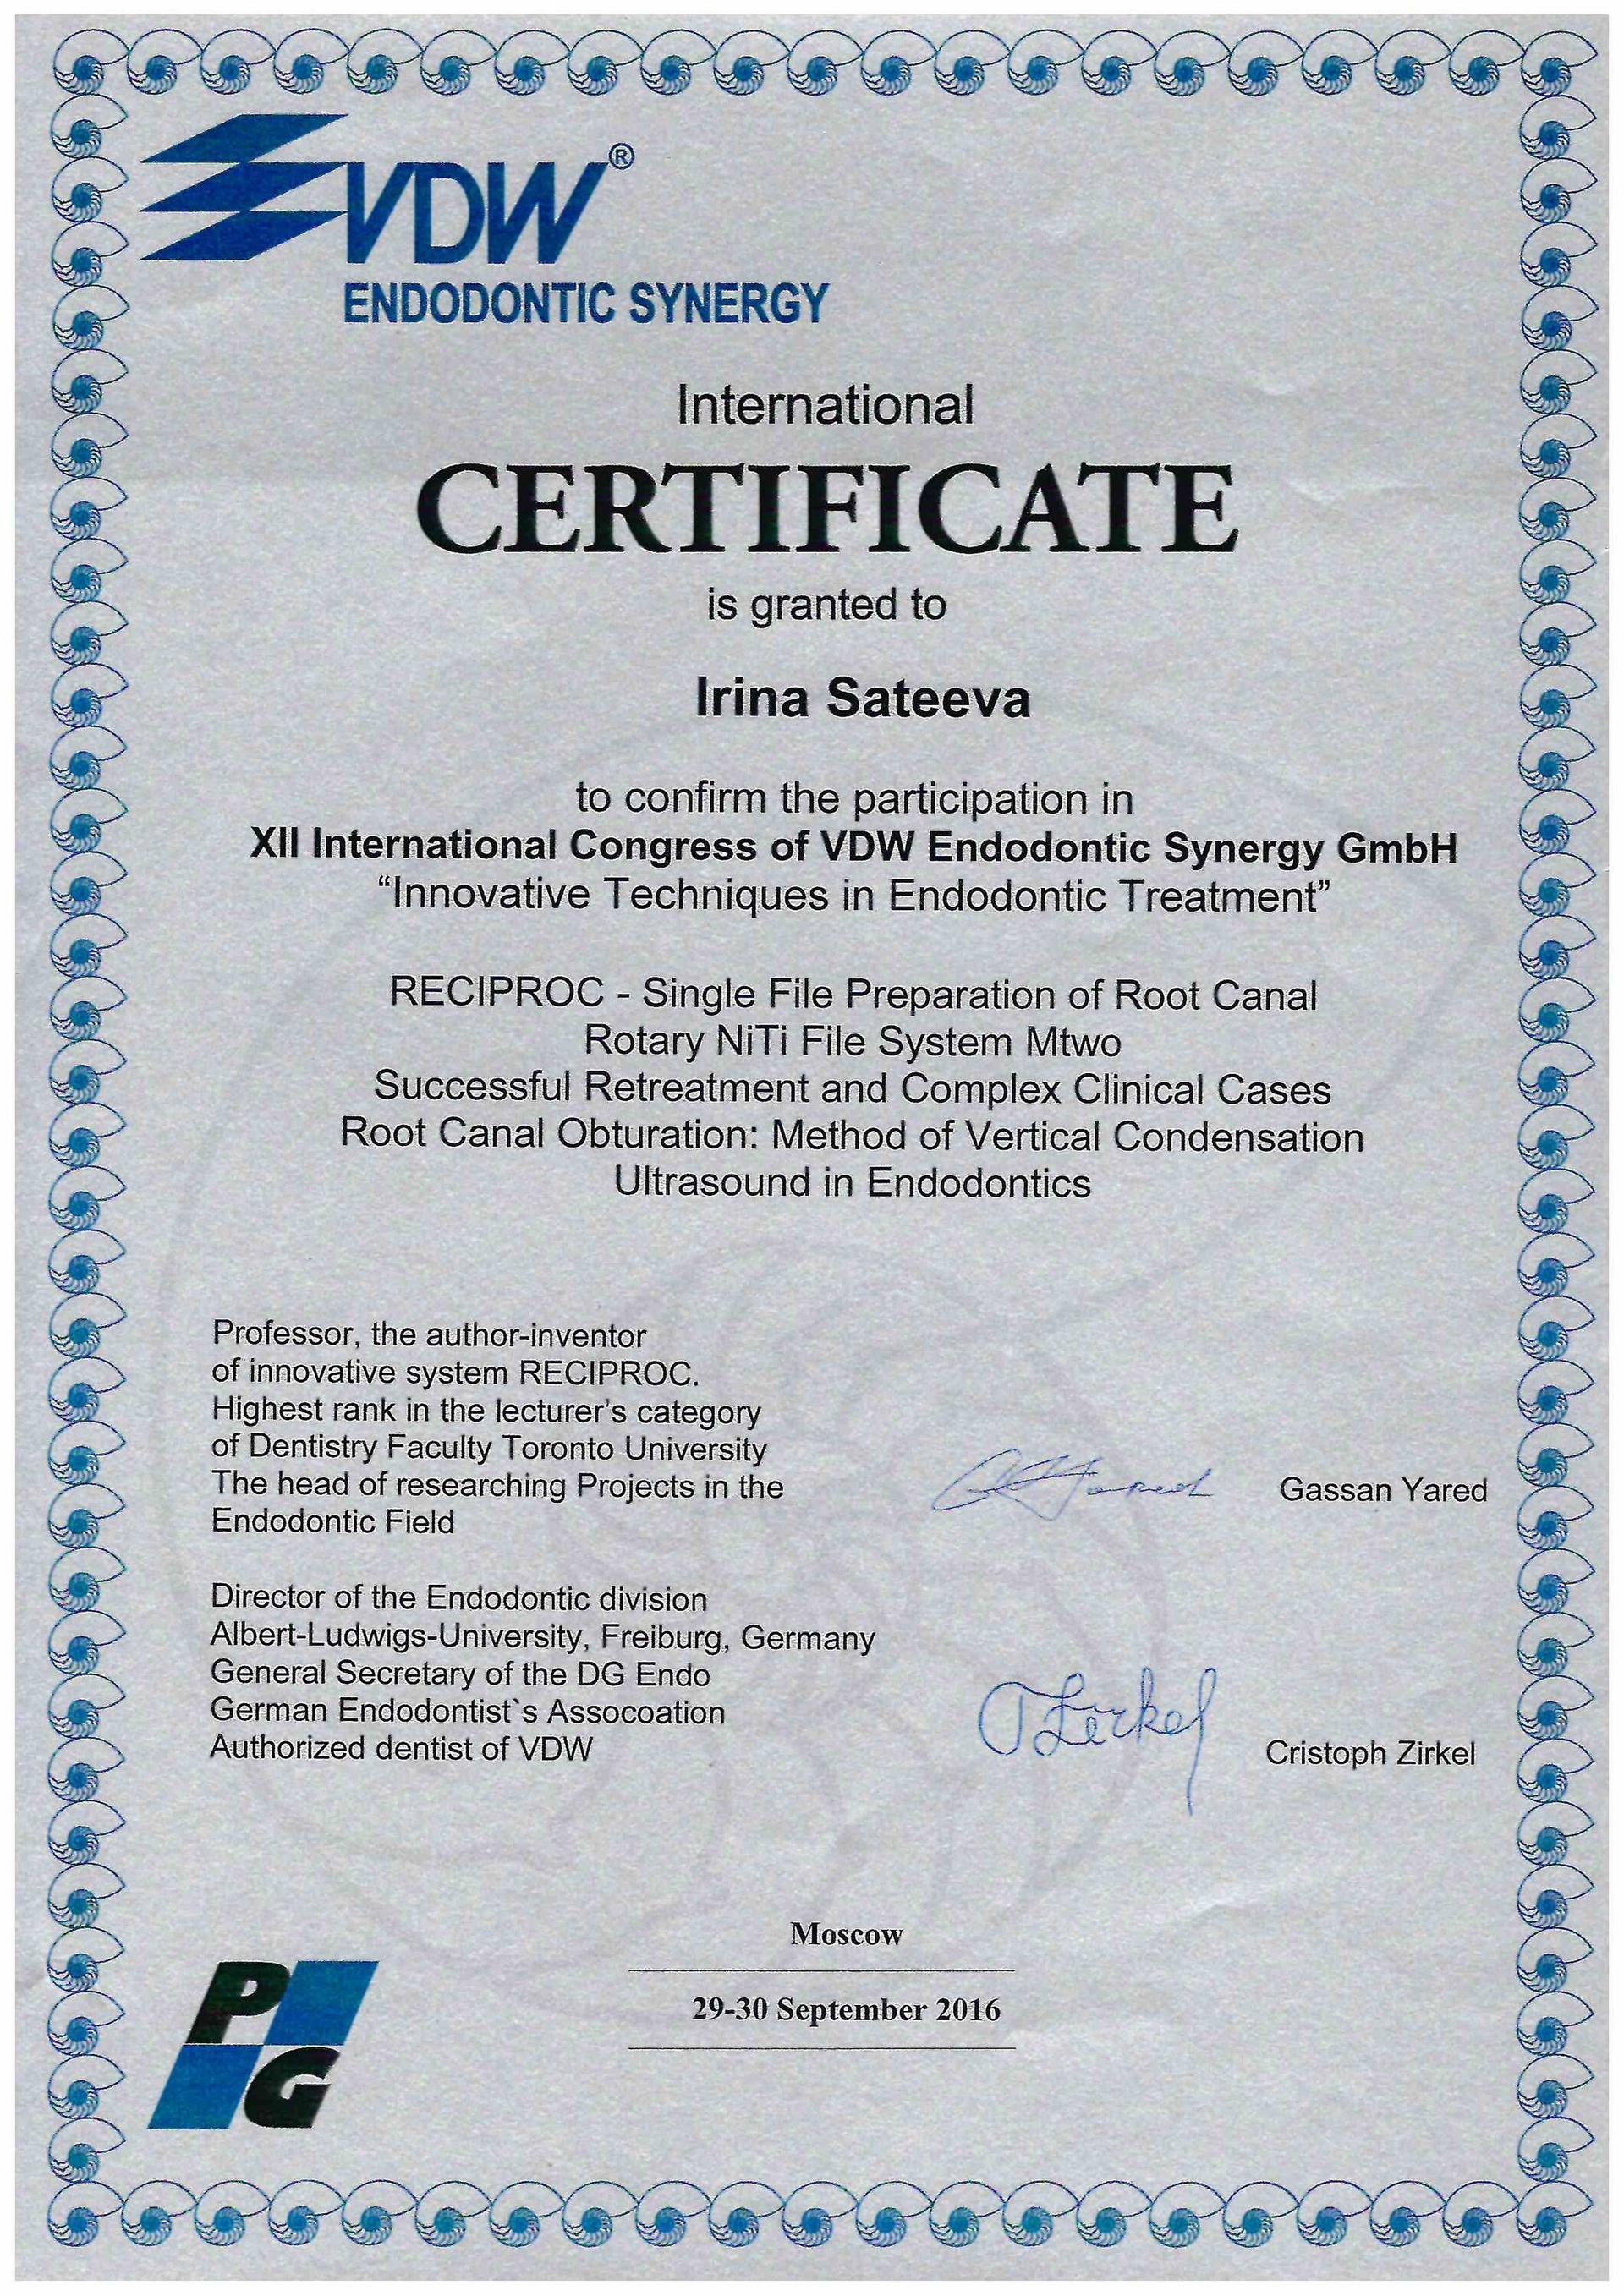 VDW®
ENDODONTIC SYNERGY
International
CERTIFICATE
is granted to
Irina Sateeva
to confirm the participation in
XII International Congress of VDW Endodontic Synergy GmbH
“Innovative Techniques in Endodontic Treatment”
RECIPROC - Single File Preparation of Root Canal
Rotary NiTi File System Mtwo
Successful Retreatment and Complex Clinical Cases
Root Canal Obturation: Method of Vertical Condensation
Ultrasound in Endodontics
Professor, the author-inventor
of innovative system RECIPROC.
Highest rank in the lecturer's category
of Dentistry Faculty Toronto University
The head of researching Projects in the
Endodontic Field
Yared
Gassan Yared
Director of the Endodontic division
Albert-Ludwigs-University, Freiburg, Germany
General Secretary of the DG Endo
German Endodontist`s Assocoation
Authorized dentist of VDW
Zirkel
Cristoph Zirkel
Moscow
29-30 September 2016
P
G